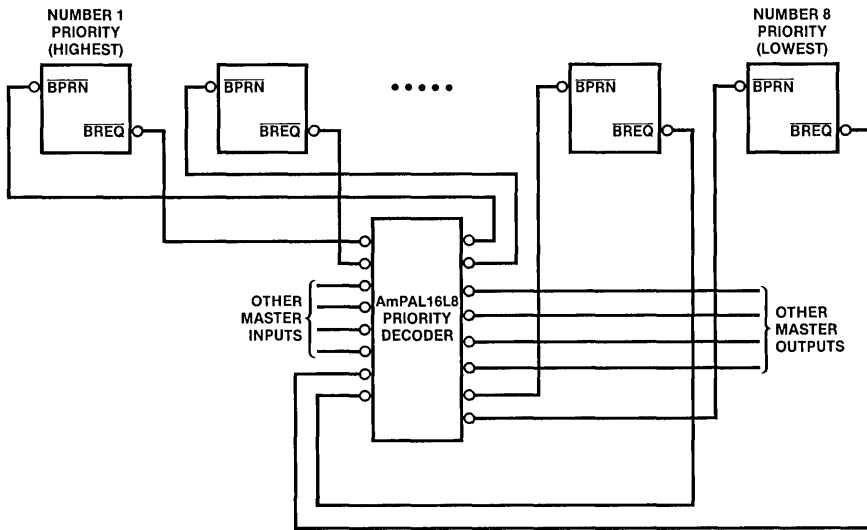 NUMBER 1
PRIORITY
(HIGHEST)
NUMBER 8
PRIORITY
(LOWEST)
BPRN
BREQ
BPRN
BREQ
•••••
BPRN
BREQ
BPRN
BREQ
OTHER
MASTER
INPUTS
AmPAL16L8
PRIORITY
DECODER
OTHER
MASTER
OUTPUTS